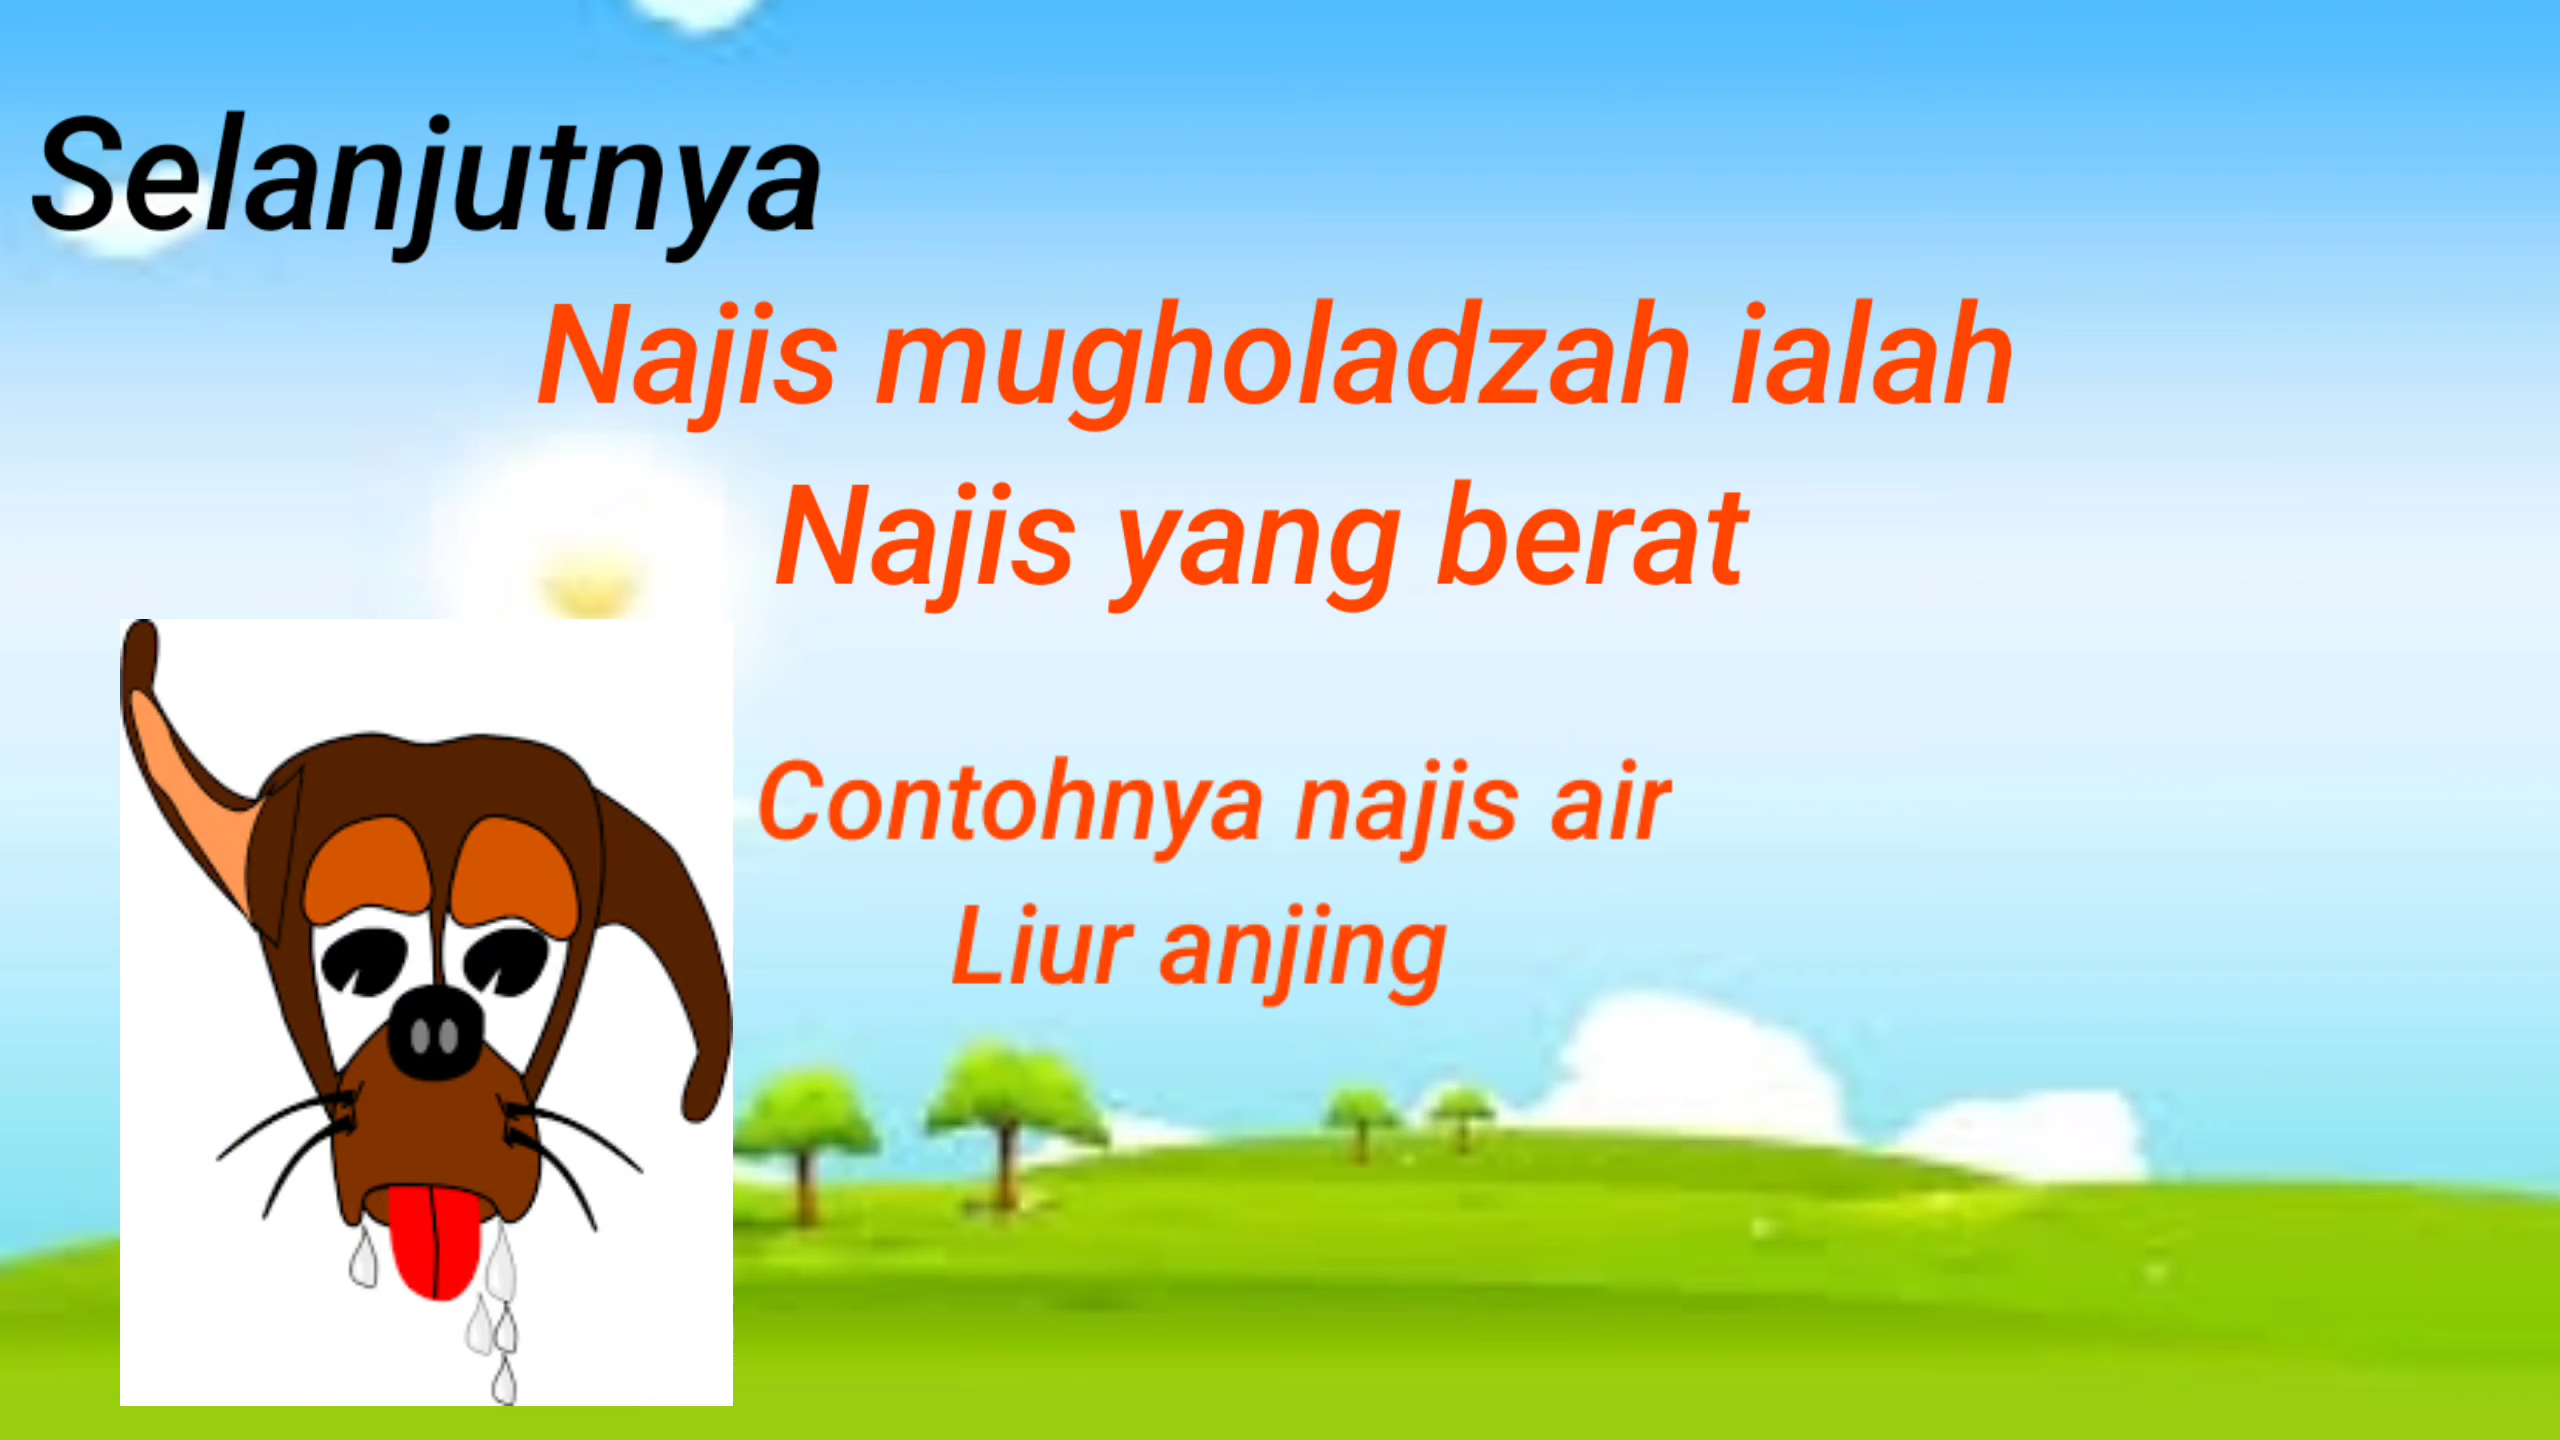 Selanjutnya
Najis mugholadzah ialah
Najis yang berat
Contohnya najis air
Liur anjing